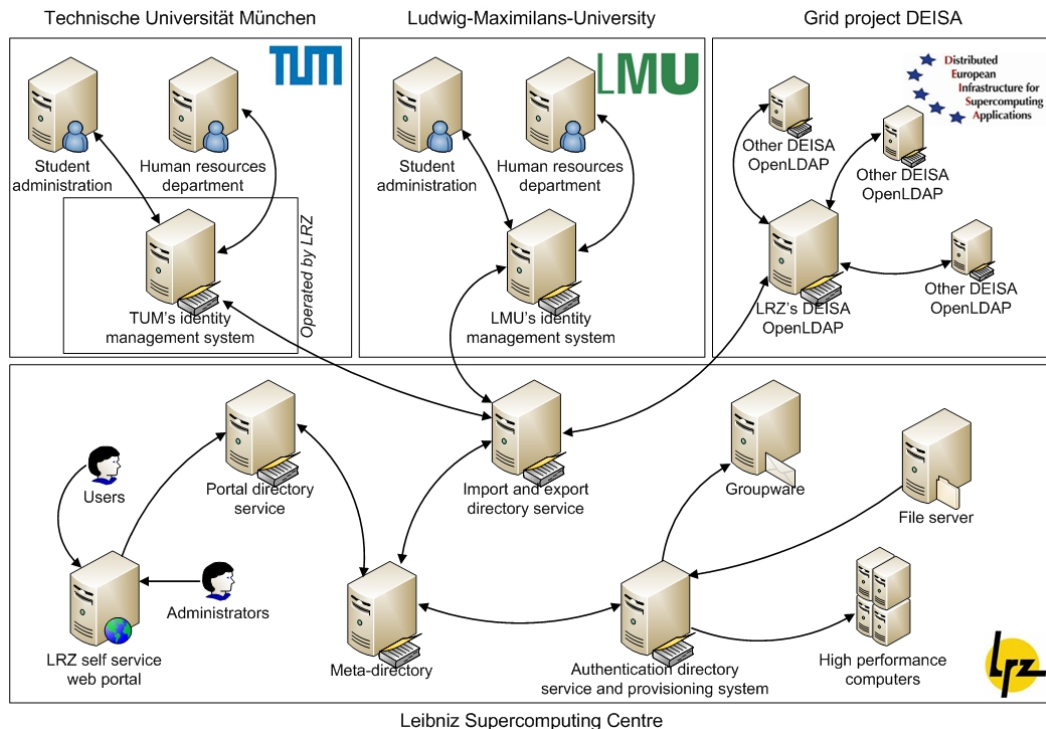 Technische Universität München
Ludwig-Maximilans-University
Grid project DEISA
TUM
LMU
Distributed
European
Infrastructure for
Supercomputing
Applications
Student
administration
Human resources
department
Student
administration
Human resources
department
Other DEISA
OpenLDAP
Other DEISA
OpenLDAP
Other DEISA
OpenLDAP
Operated by LRZ
TUM's identity
management system
LMU's identity
management system
LRZ's DEISA
OpenLDAP
Users
Portal directory
service
Import and export
directory service
Groupware
File server
Administrators
LRZ self service
web portal
Meta-directory
Authentication directory
service and provisioning system
High performance
computers
lrz
Leibniz Supercomputing Centre